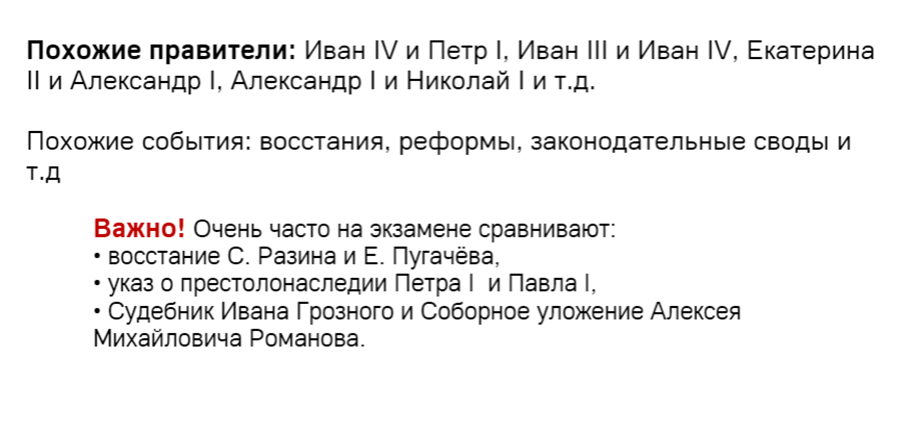 Похожие правители: Иван IV и Петр I, Иван III и Иван IV, Екатерина
II и Александр I, Александр I и Николай I и т.д.
Похожие события: восстания, реформы, законодательные своды и
т.д
Важно! Очень часто на экзамене сравнивают:
• восстание С. Разина и Е. Пугачёва,
• указ о престолонаследии Петра I  и Павла I,
• Судебник Ивана Грозного и Соборное уложение Алексея
Михайловича Романова.